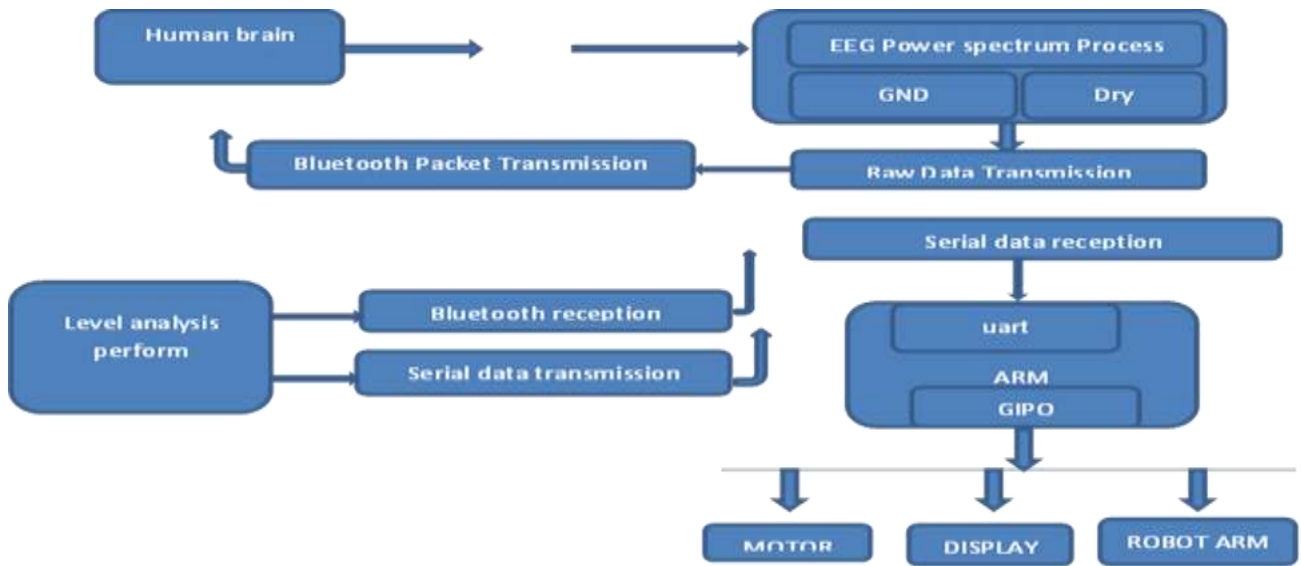 Human brain
EEG Power spectrum Process
GND
Dry
Bluetooth Packet Transmission
Raw Data Transmission
Serial data reception
Level analysis
perform
Bluetooth reception
Serial data transmission
uart
ARM
GIPO
MOTOR
DISPLAY
ROBOT ARM